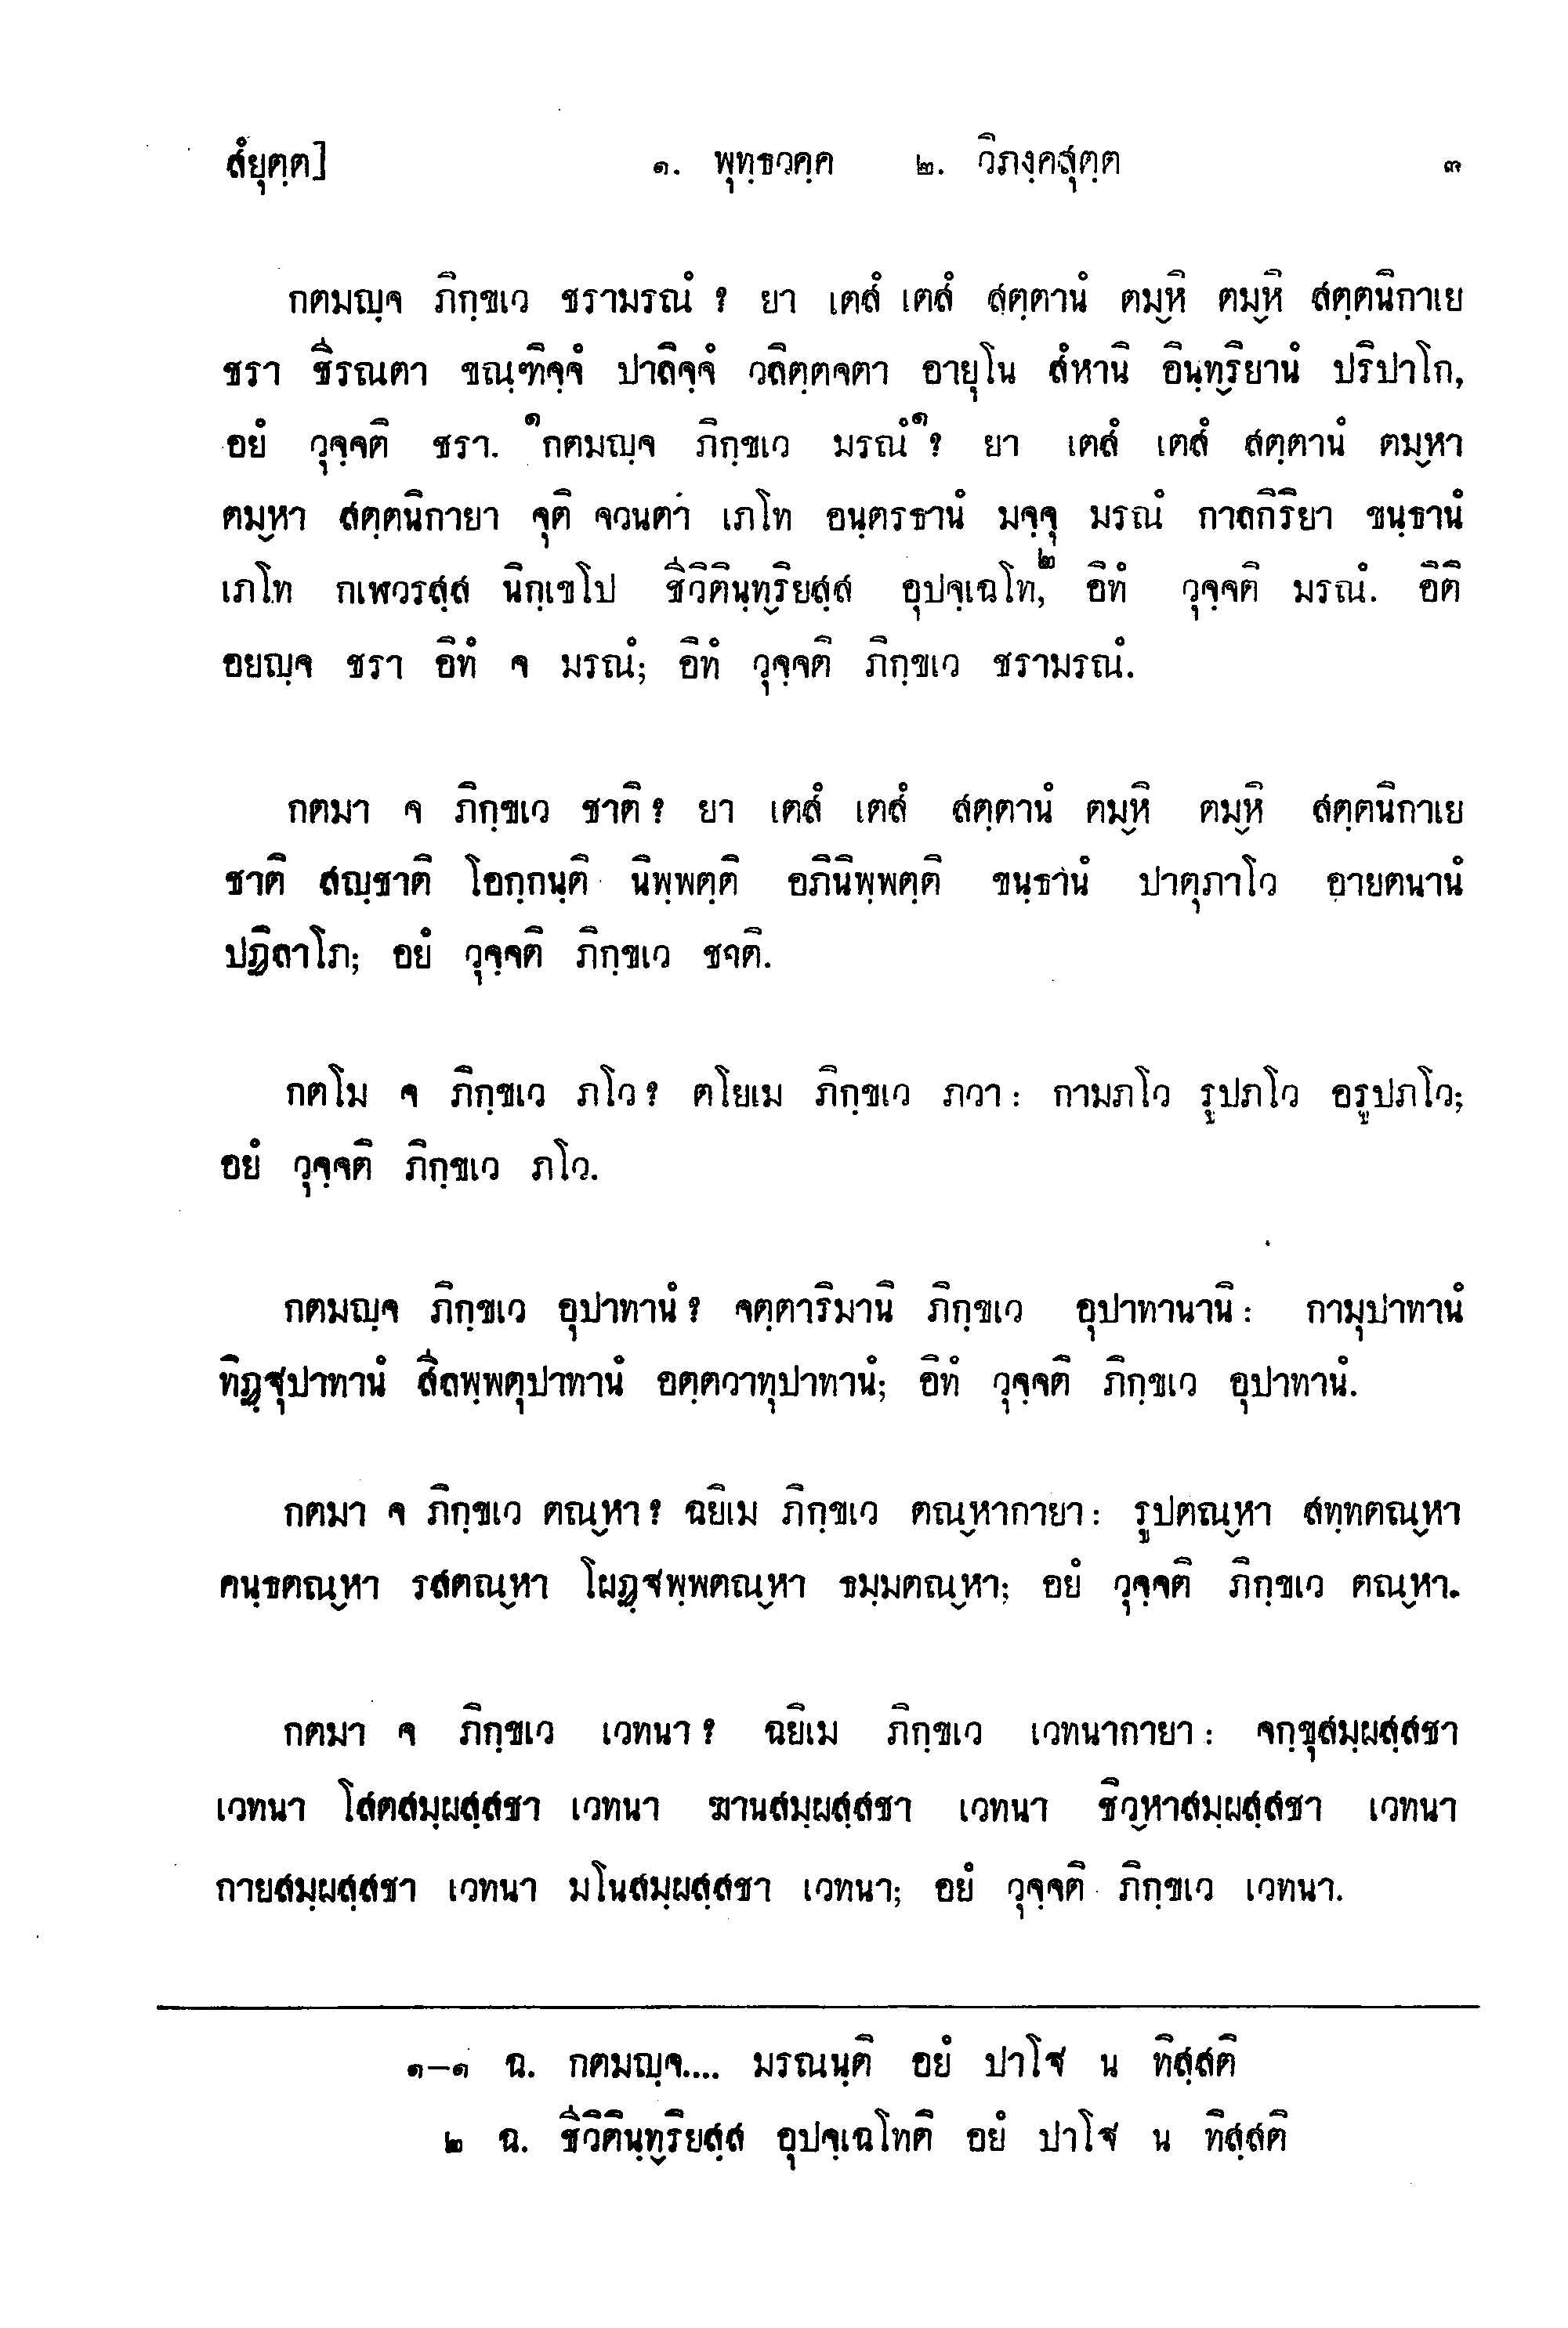 สํยุตฺต]	๑. พุทฺธวคฺค ๒. วิภงฺคสุตฺต	๓
กตมญฺจ ภิกฺขเว ชรามรณํ ? ยา เตสํ เตสํ สตฺตานํ ตมฺหิ ตมฺหิ สตฺตนิกาเย
ชรา ชีรณตา ขณฺฑิจฺจํ ปาลิจฺจํ วลิตฺตจตา อายุโน สํหานิ อินฺทฺริยานํ ปริปาโก,
อยํ วุจฺจติ ชรา. ๑กตมญฺจ ภิกฺขเว มรณํ๑? ยา เตสํ เตสํ สตฺตานํ ตมฺหา
ตมฺหา สตฺตนิกายา จุติ จวนตา เภโท อนฺตรธานํ มจฺจุ มรณํ กาลกิริยา ขนฺธานํ
เภโท กเฬวรสฺส นิกฺเขโป ชีวิตินฺทฺริยสฺส อุปจฺเฉโท,๒ อิทํ วุจฺจติ มรณํ. อิติ
อยญฺจ ชรา อิทํ จ มรณํ; อิทํ วุจฺจติ ภิกฺขเว ชรามรณํ.
กตมา จ ภิกฺขเว ชาติ? ยา เตสํ เตสํ สตฺตานํ ตมฺหิ ตมฺหิ สตฺตนิกาเย
ชาติ สญฺชาติ โอกฺกนฺติ นิพฺพตฺติ อภินิพฺพตฺติ ขนฺธานํ ปาตุภาโว อายตนานํ
ปฏิลาโภ; อยํ วุจฺจติ ภิกฺขเว ชาติ.
กตโม จ ภิกฺขเว ภโว? ตโยเม ภิกฺขเว ภวา : กามภโว รูปภโว อรูปภโว;
อยํ วุจฺจติ ภิกฺขเว ภโว.
กตมญฺจ ภิกฺขเว อุปาทานํ? จตฺตาริมานิ ภิกฺขเว อุปาทานานิ : กามุปาทานํ
ทิฏฺฐุปาทานํ สีลพฺพตุปาทานํ อตฺตวาทุปาทานํ; อิทํ วุจฺจติ ภิกฺขเว อุปาทานํ.
กตมา จ ภิกฺขเว ตณฺหา? ฉยิเม ภิกฺขเว ตณฺหากายา : รูปตณฺหา สทฺทตณฺหา
คนฺธตณฺหา รสตณฺหา โผฏฺฐพฺพตณฺหา ธมฺมตณฺหา; อยํ วุจฺจติ ภิกฺขเว ตณฺหา.
กตมา จ ภิกฺขเว เวทนา? ฉยิเม ภิกฺขเว เวทนากายา : จกฺขุสมฺผสฺสชา
เวทนา โสตสมฺผสฺสชา เวทนา ฆานสมฺผสฺสชา เวทนา ชิวฺหาสมฺผสฺสชา เวทนา
กายสมฺผสฺสชา เวทนา มโนสมฺผสฺสชา เวทนา; อยํ วุจฺจติ ภิกฺขเว เวทนา.
๑–๑ ฉ. กตมญฺจ.... มรณนฺติ อยํ ปาโฐ น ทิสฺสติ
๒ ฉ. ชีวิตินฺทฺริยสฺส อุปจฺเฉโทติ อยํ ปาโฐ น ทิสฺสติ